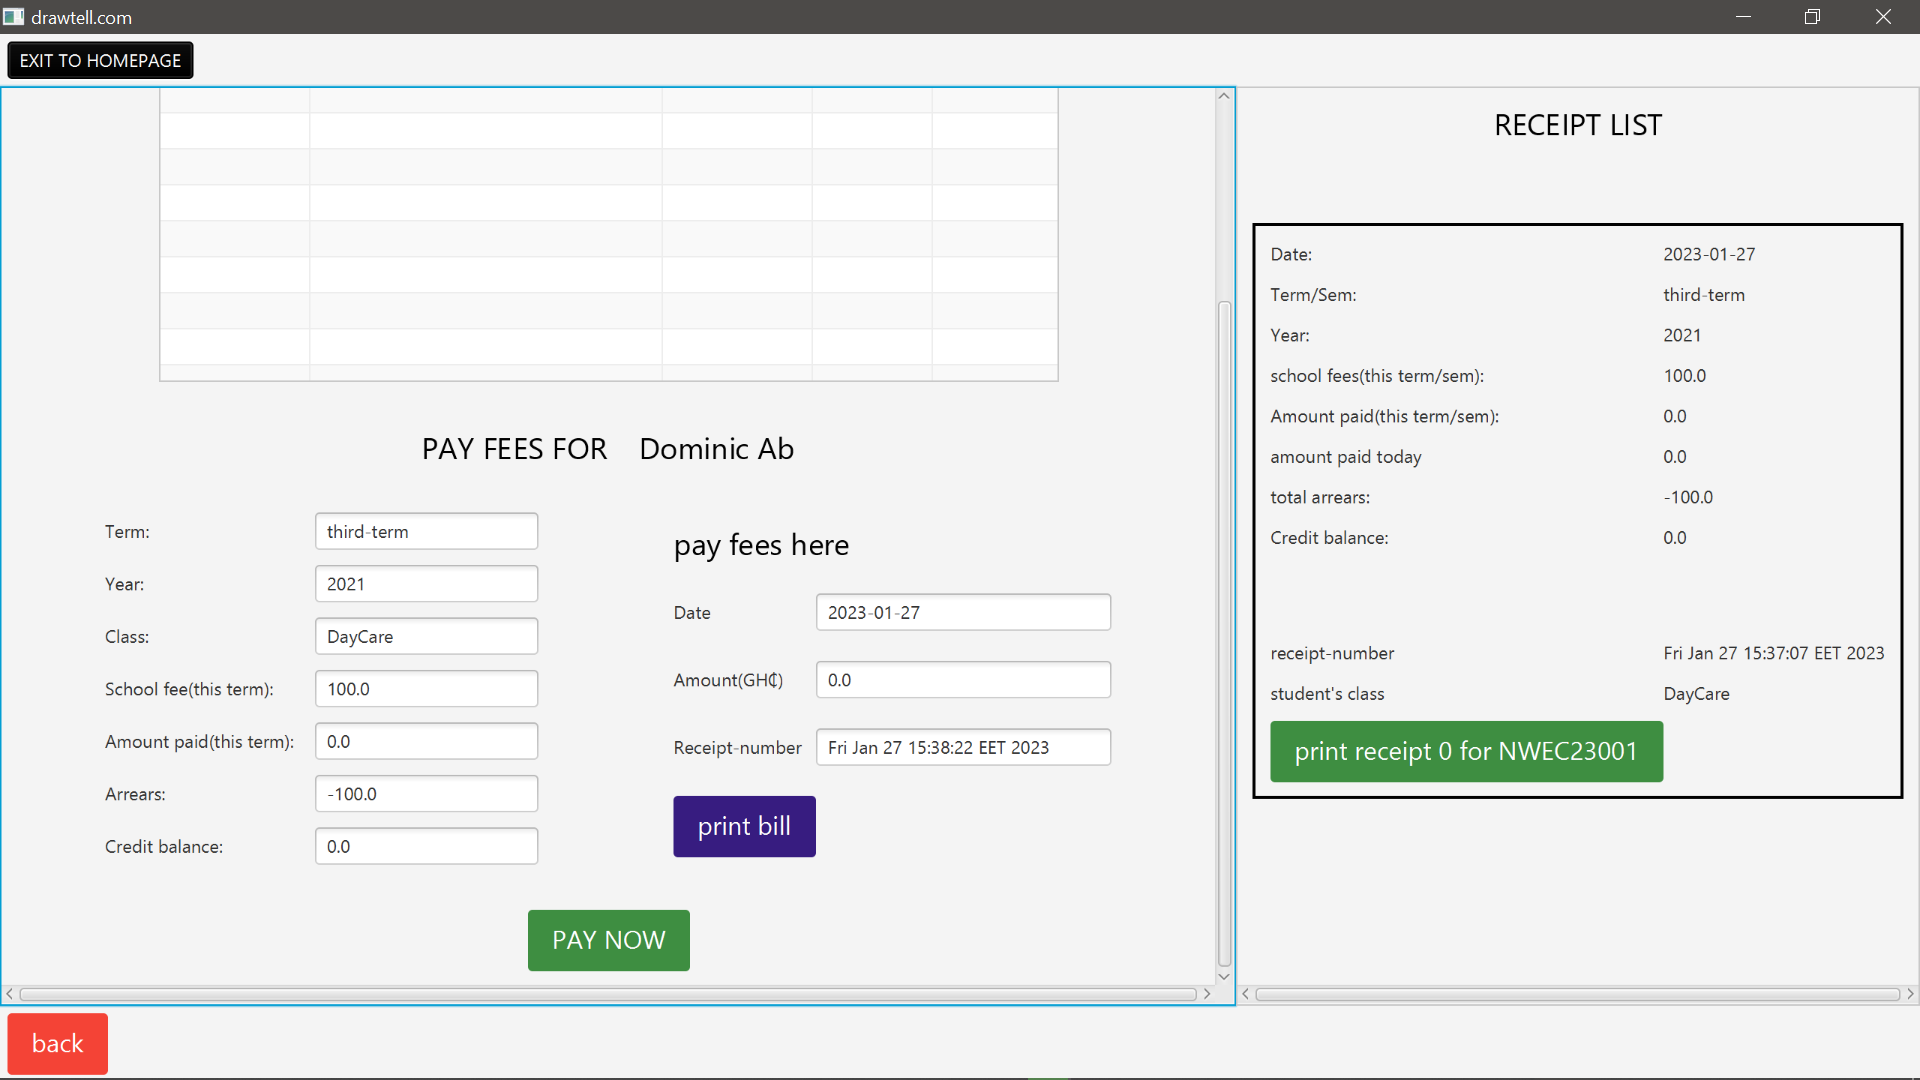 drawtell.com
EXIT TO HOMEPAGE
PAY FEES FOR Dominic Ab
Term: third-term
Year: 2021
Class: DayCare
School fee(this term): 100.0
Amount paid(this term): 0.0
Arrears: -100.0
Credit balance: 0.0
pay fees here
Date 2023-01-27
Amount(GH₵) 0.0
Receipt-number Fri Jan 27 15:38:22 EET 2023
print bill
PAY NOW
RECEIPT LIST
Date: 2023-01-27
Term/Sem: third-term
Year: 2021
school fees(this term/sem): 100.0
Amount paid(this term/sem): 0.0
amount paid today 0.0
total arrears: -100.0
Credit balance: 0.0
receipt-number Fri Jan 27 15:37:07 EET 2023
student's class DayCare
print receipt 0 for NWEC23001
back